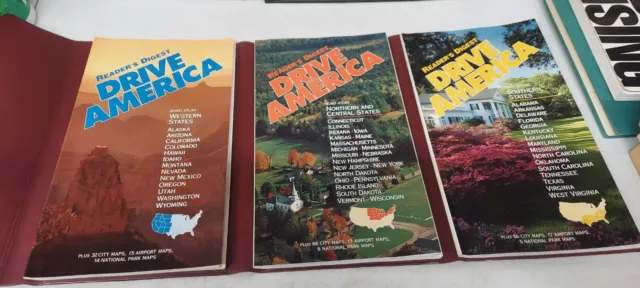 READER'S DIGEST
DRIVE
AMERICA
ROAD ATLAS
WESTERN
STATES
ALASKA
ARIZONA
CALIFORNIA
COLORADO
HAWAII
IDAHO
MONTANA
NEVADA
NEW MEXICO
OREGON
UTAH
WASHINGTON
WYOMING
PLUS 32 CITY MAPS, 13 AIRPORT MAPS,
14 NATIONAL PARK MAPS
READER'S DIGEST
DRIVE
AMERICA
ROAD ATLAS
NORTHERN AND
CENTRAL STATES
CONNECTICUT
ILLINOIS
INDIANA • IOWA
KANSAS • MAINE
MASSACHUSETTS
MICHIGAN • MINNESOTA
MISSOURI • NEBRASKA
NEW HAMPSHIRE
NEW JERSEY • NEW YORK
NORTH DAKOTA
OHIO • PENNSYLVANIA
RHODE ISLAND
SOUTH DAKOTA
VERMONT • WISCONSIN
PLUS 66 CITY MAPS, 13 AIRPORT MAPS,
6 NATIONAL PARK MAPS
READER'S DIGEST
DRIVE
AMERICA
SOUTHERN
STATES
ALABAMA
ARKANSAS
DELAWARE
FLORIDA
GEORGIA
KENTUCKY
LOUISIANA
MARYLAND
MISSISSIPPI
NORTH CAROLINA
OKLAHOMA
SOUTH CAROLINA
TENNESSEE
TEXAS
VIRGINIA
WEST VIRGINIA
PLUS 56 CITY MAPS, 17 AIRPORT MAPS,
9 NATIONAL PARK MAPS
SING